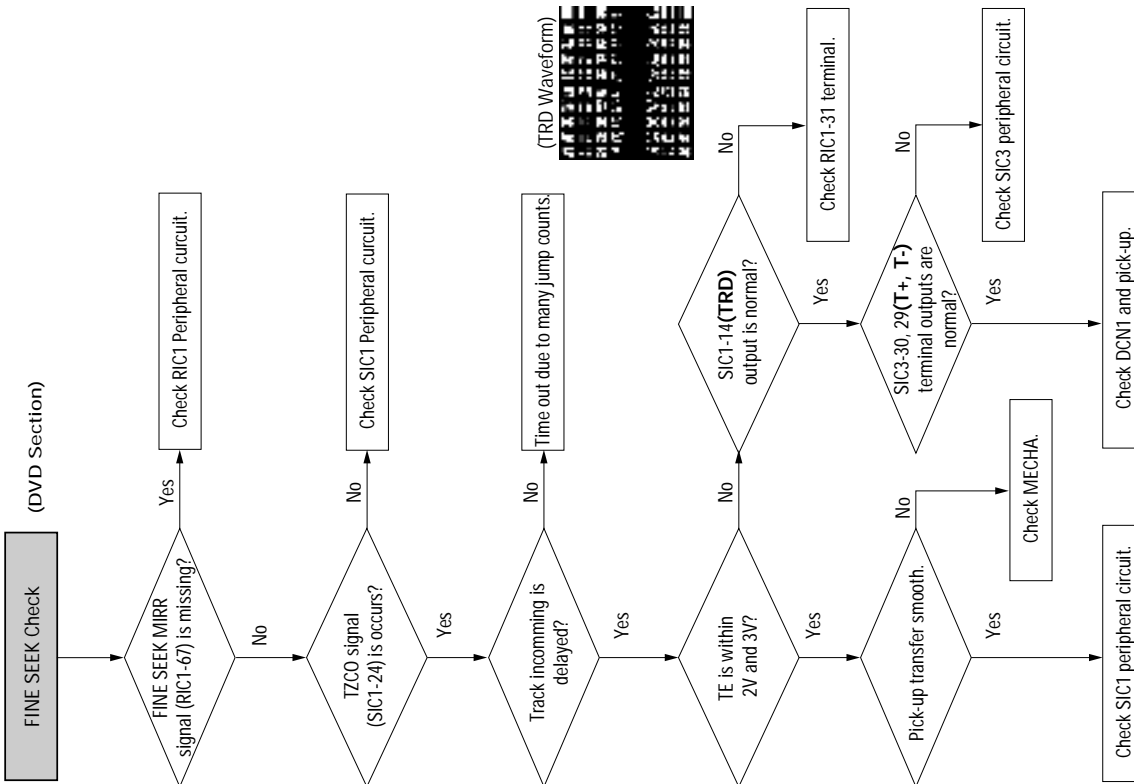 (DVD Section)
FINE SEEK Check
FINE SEEK MIRR
signal (RIC1-67) is missing?
Yes
Check RIC1 Peripheral curcuit.
No
TZCO signal
(SIC1-24) is occurs?
No
Check SIC1 Peripheral curcuit.
Yes
Track incomming is
delayed?
No
Time out due to many jump counts.
Yes
TE is within
2V and 3V?
No
SIC1-14(TRD)
output is normal?
No
Check RIC1-31 terminal.
(TRD Waveform)
Yes
SIC3-30, 29(T+, T-)
terminal outputs are
normal?
No
Check SIC3 peripheral circuit.
Yes
Check DCN1 and pick-up.
Yes
Pick-up transfer smooth.
No
Check MECHA.
Yes
Check SIC1 peripheral circuit.